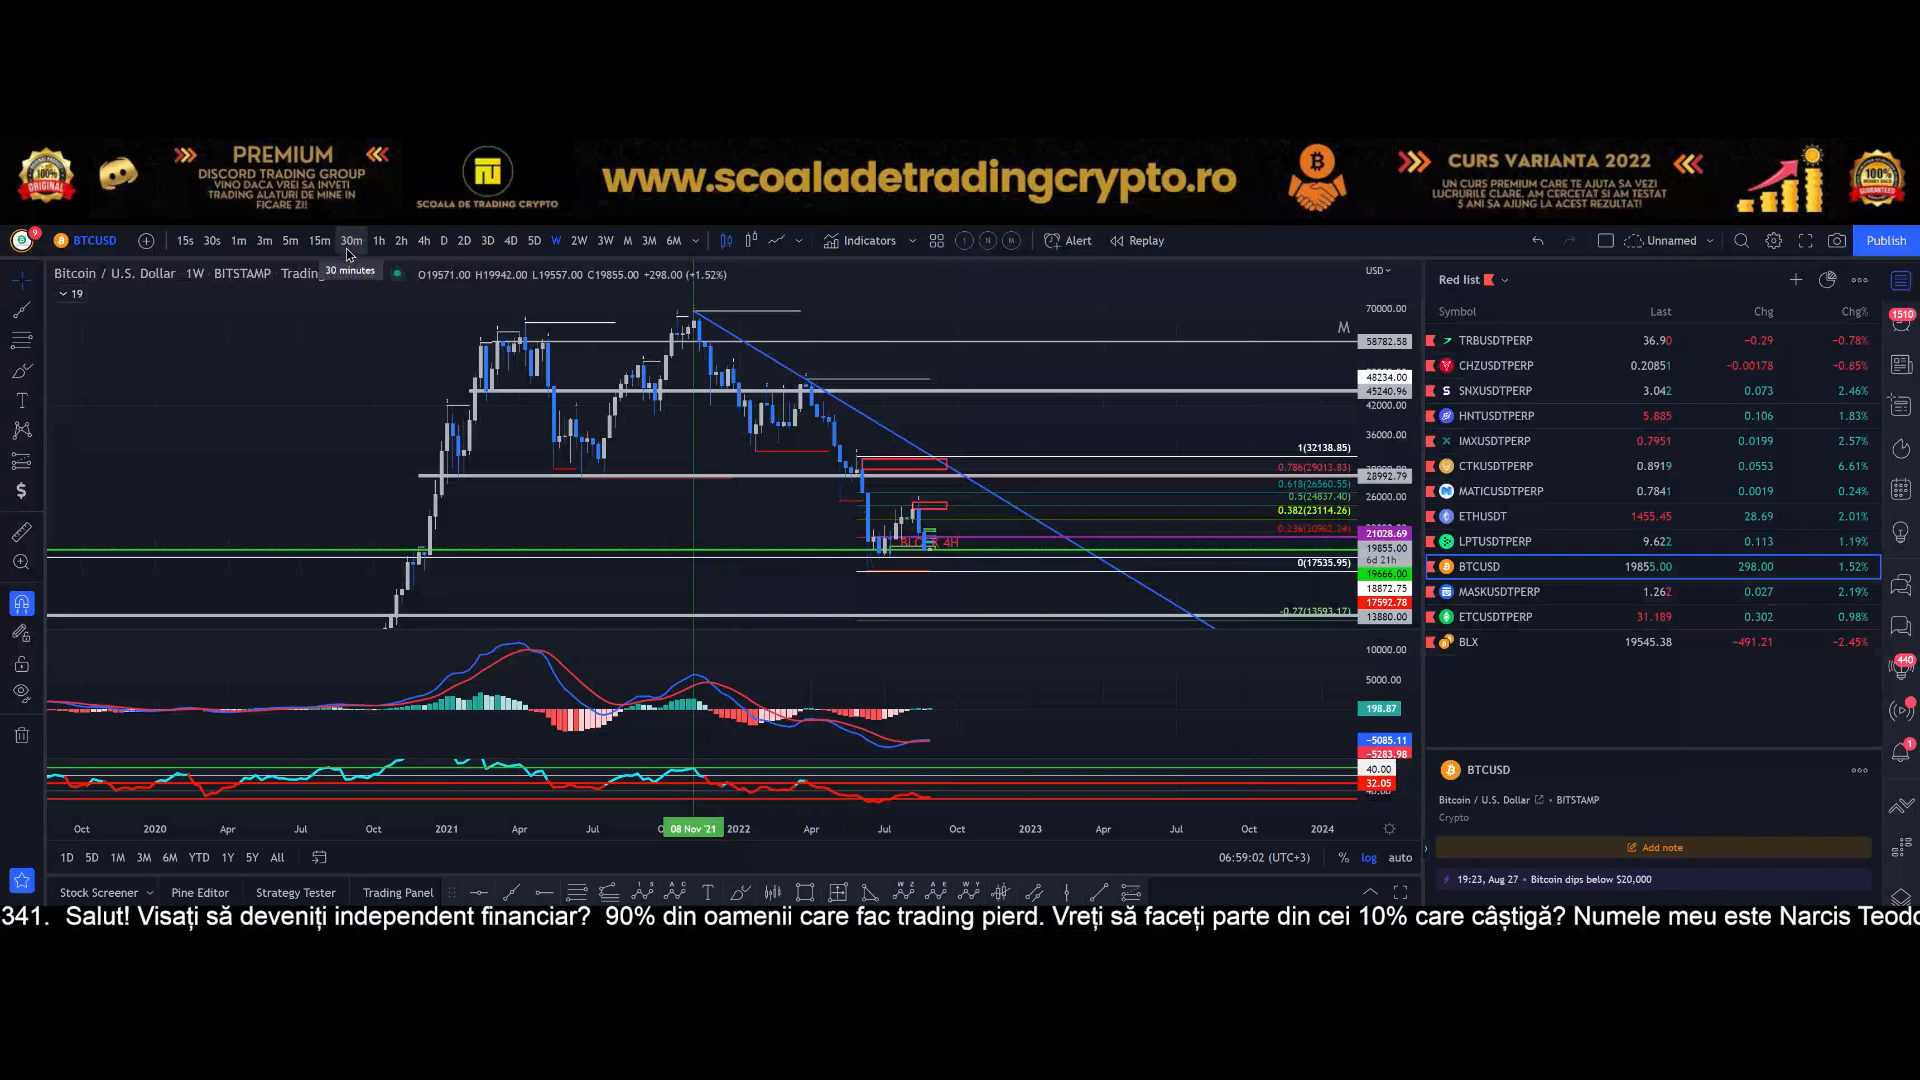 PREMIUM
DISCORD TRADING GROUP
VINO DACA VREI SA INVETI
TRADING ALATURI DE MINE IN
FICARE ZI!
SCOALA DE TRADING CRYPTO
www.scoaladetradingcrypto.ro
CURS VARIANTA 2022
UN CURS PREMIUM CARE TE AJUTA SA VEZI
LUCRURILE CLARE. AM CERCETAT SI AM TESTAT
5 ANI SA AJUNG LA ACEST REZULTAT!
100%
ORIGINAL
100%
9
BTCUSD 15s 30s 1m 3m 5m 15m 30m 1h 2h 4h D 2D 3D 4D 5D W 2W 3W M 3M 6M Indicators Alert Replay Unnamed Publish
30 minutes
Bitcoin / U.S. Dollar 1W BITSTAMP Trading O19571.00 H19942.00 L19557.00 C19855.00 +298.00 (+1.52%)
19
USD
M
70000.00
58782.58
48234.00
45240.96
42000.00
36000.00
1(32138.85)
0.786(29013.83)
28992.79
0.618(26560.55)
0.5(24837.40)
26000.00
0.382(23114.26)
0.236(20982.24)
21028.69
19855.00
6d 21h
0(17535.95)
19666.00
18872.75
17592.78
-0.27(13593.17)
13880.00
10000.00
5000.00
198.87
−5085.11
−5283.98
40.00
32.05
Oct 2020 Apr Jul Oct 2021 Apr Jul 08 Nov '21 2022 Apr Jul Oct 2023 Apr Jul Oct 2024
1D 5D 1M 3M 6M YTD 1Y 5Y All 06:59:02 (UTC+3) % log auto
Stock Screener Pine Editor Strategy Tester Trading Panel
Red list
Symbol Last Chg Chg%
TRBUSDTPERP 36.90 −0.29 −0.78%
CHZUSDTPERP 0.20851 −0.00178 −0.85%
SNXUSDTPERP 3.042 0.073 2.46%
HNTUSDTPERP 5.885 0.106 1.83%
IMXUSDTPERP 0.7951 0.0199 2.57%
CTKUSDTPERP 0.8919 0.0553 6.61%
MATICUSDTPERP 0.7841 0.0019 0.24%
ETHUSDT 1455.45 28.69 2.01%
LPTUSDTPERP 9.622 0.113 1.19%
BTCUSD 19855.00 298.00 1.52%
MASKUSDTPERP 1.262 0.027 2.19%
ETCUSDTPERP 31.189 0.302 0.98%
BLX 19545.38 −491.21 −2.45%
BTCUSD
Bitcoin / U.S. Dollar • BITSTAMP
Crypto
Add note
19:23, Aug 27 • Bitcoin dips below $20,000
1510
440
1
341. Salut! Visați să deveniți independent financiar? 90% din oamenii care fac trading pierd. Vreți să faceți parte din cei 10% care câștigă? Numele meu este Narcis Teodo